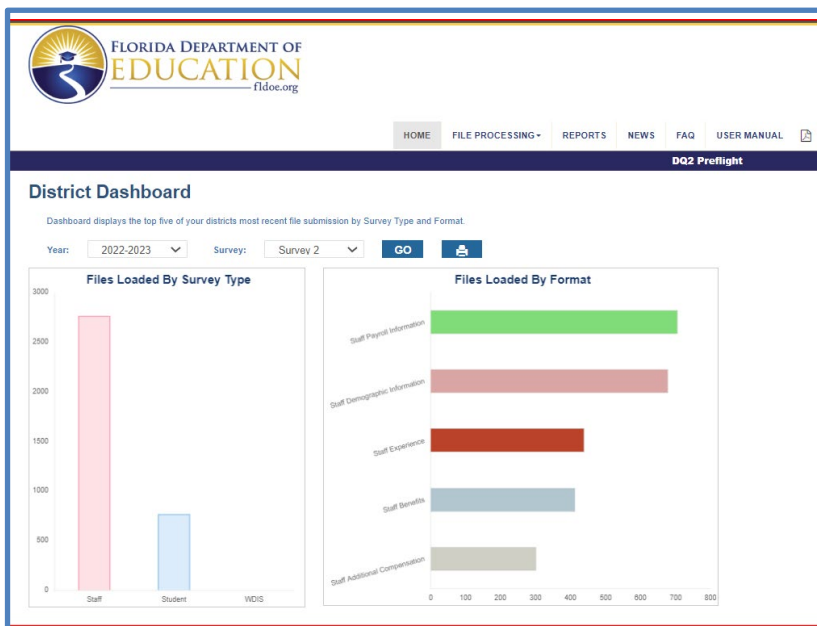 FLORIDA DEPARTMENT OF
EDUCATION
fldoe.org
HOME FILE PROCESSING REPORTS NEWS FAQ USER MANUAL
DQ2 Preflight
District Dashboard
Dashboard displays the top five of your districts most recent file submission by Survey Type and Format.
Year: 2022-2023 Survey: Survey 2 GO
Files Loaded By Survey Type
3000
2500
2000
1500
1000
500
0
Staff Student WDIS
Files Loaded By Format
Staff Payroll Information
Staff Demographic Information
Staff Experience
Staff Benefits
Staff Additional Compensation
0 100 200 300 400 500 600 700 800